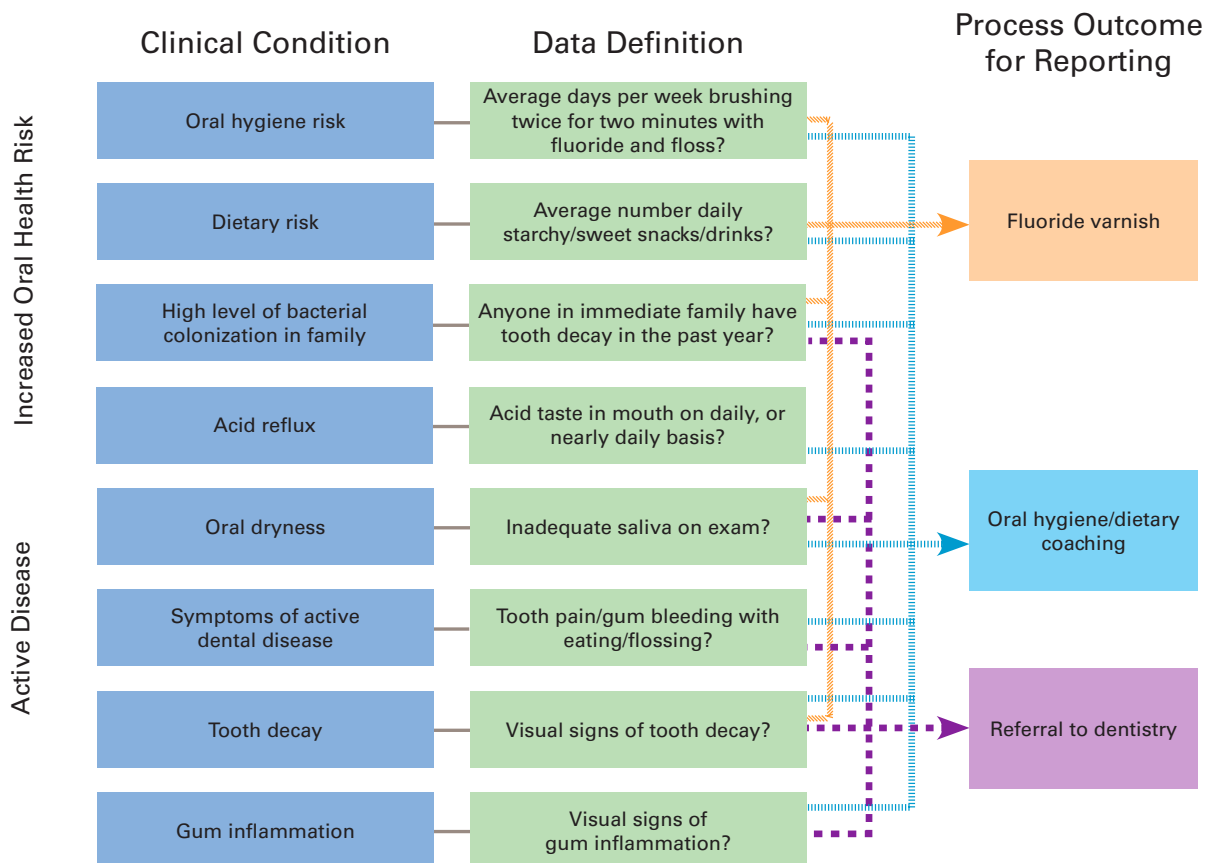 Clinical Condition
Data Definition
Process Outcome
for Reporting
Increased Oral Health Risk
Oral hygiene risk
Average days per week brushing
twice for two minutes with
fluoride and floss?
Dietary risk
Average number daily
starchy/sweet snacks/drinks?
Fluoride varnish
High level of bacterial
colonization in family
Anyone in immediate family have
tooth decay in the past year?
Acid reflux
Acid taste in mouth on daily, or
nearly daily basis?
Active Disease
Oral dryness
Inadequate saliva on exam?
Oral hygiene/dietary
coaching
Symptoms of active
dental disease
Tooth pain/gum bleeding with
eating/flossing?
Tooth decay
Visual signs of tooth decay?
Referral to dentistry
Gum inflammation
Visual signs of
gum inflammation?